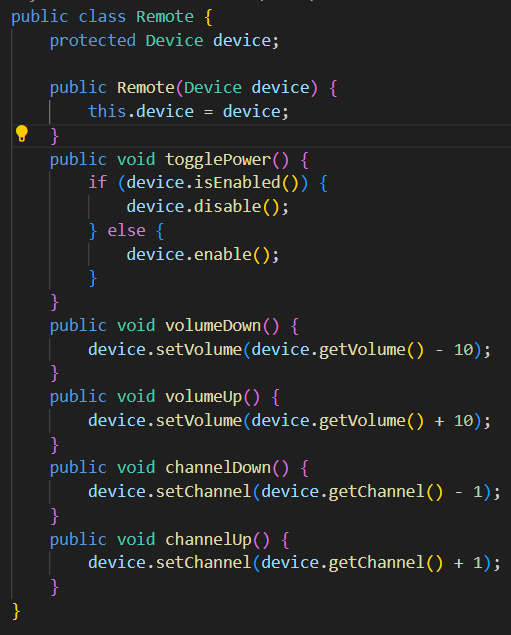 public class Remote {
    protected Device device;

    public Remote(Device device) {
        this.device = device;
    }
    public void togglePower() {
        if (device.isEnabled()) {
            device.disable();
        } else {
            device.enable();
        }
    }
    public void volumeDown() {
        device.setVolume(device.getVolume() - 10);
    }
    public void volumeUp() {
        device.setVolume(device.getVolume() + 10);
    }
    public void channelDown() {
        device.setChannel(device.getChannel() - 1);
    }
    public void channelUp() {
        device.setChannel(device.getChannel() + 1);
    }
}